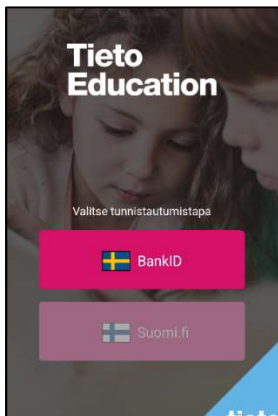 Tieto
Education
Valitse tunnistautumistapa
BankID
Suomi.fi